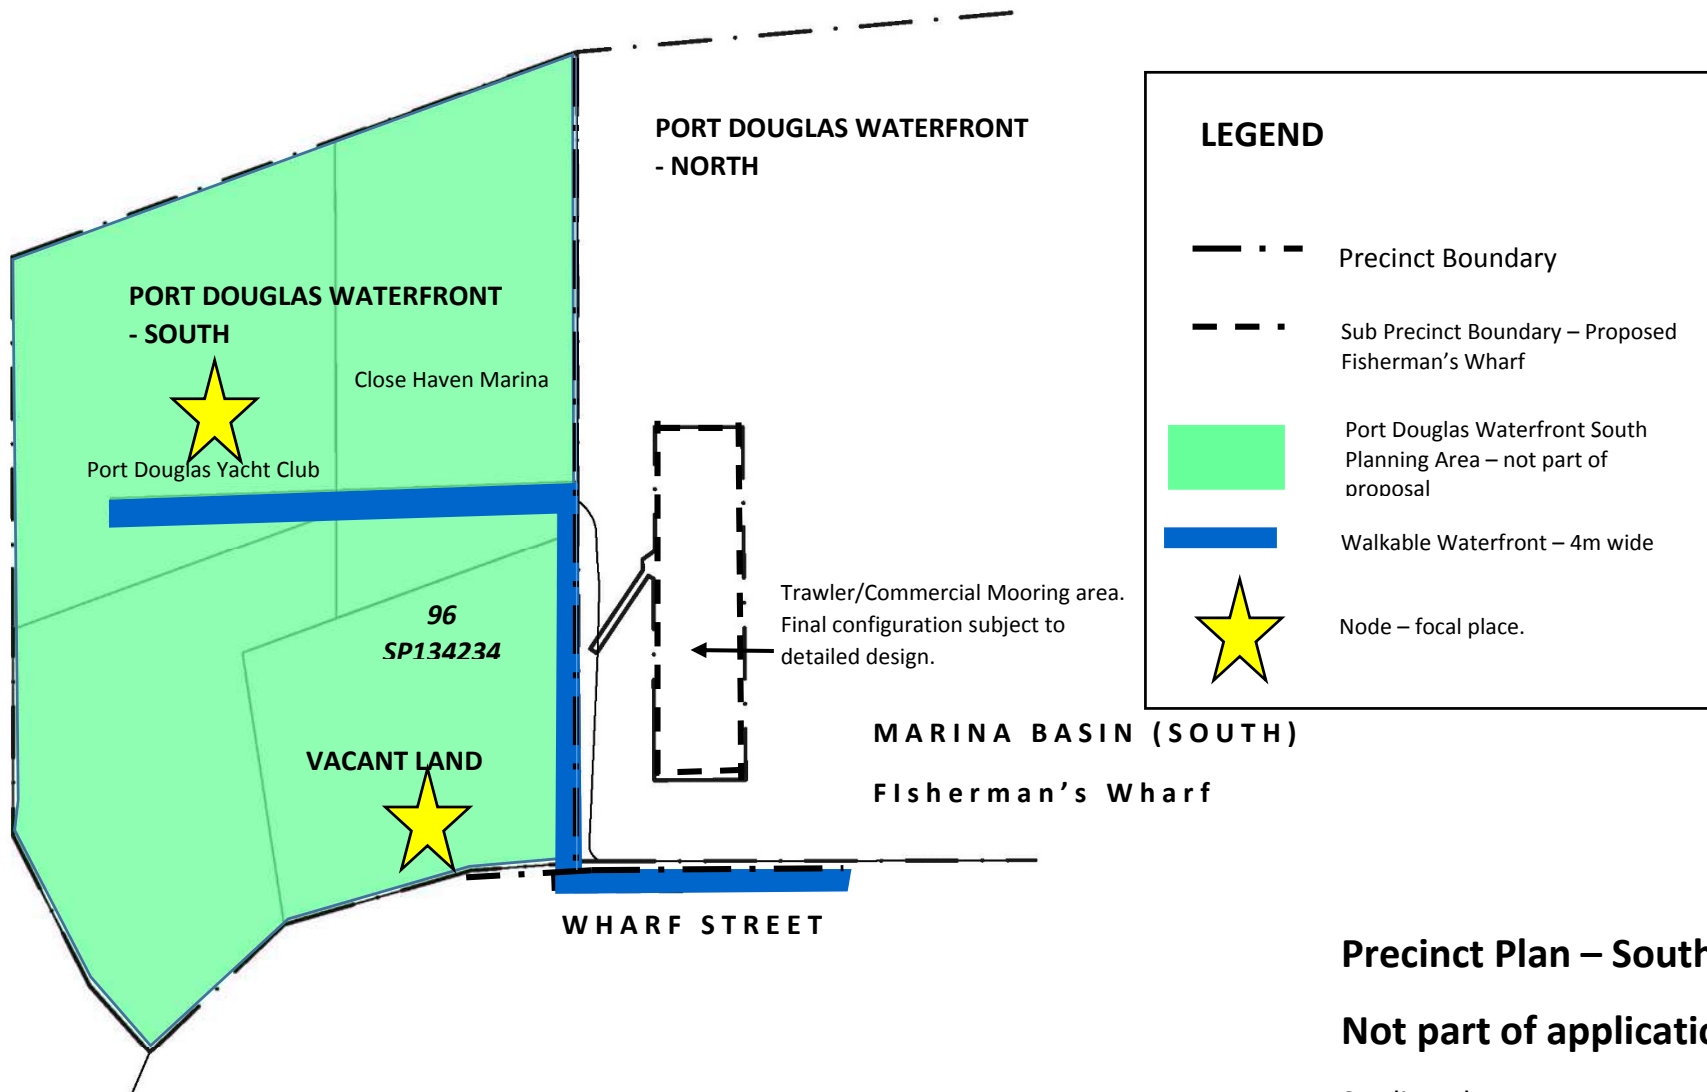 PORT DOUGLAS WATERFRONT
- NORTH
PORT DOUGLAS WATERFRONT
- SOUTH
Close Haven Marina
Port Douglas Yacht Club
96
SP134234
VACANT LAND
Trawler/Commercial Mooring area.
Final configuration subject to
detailed design.
MARINA BASIN (SOUTH)
FIsherman’s Wharf
WHARF STREET
LEGEND
Precinct Boundary
Sub Precinct Boundary – Proposed
Fisherman’s Wharf
Port Douglas Waterfront South
Planning Area – not part of
proposal
Walkable Waterfront – 4m wide
Node – focal place.
Precinct Plan – South
Not part of applicatio